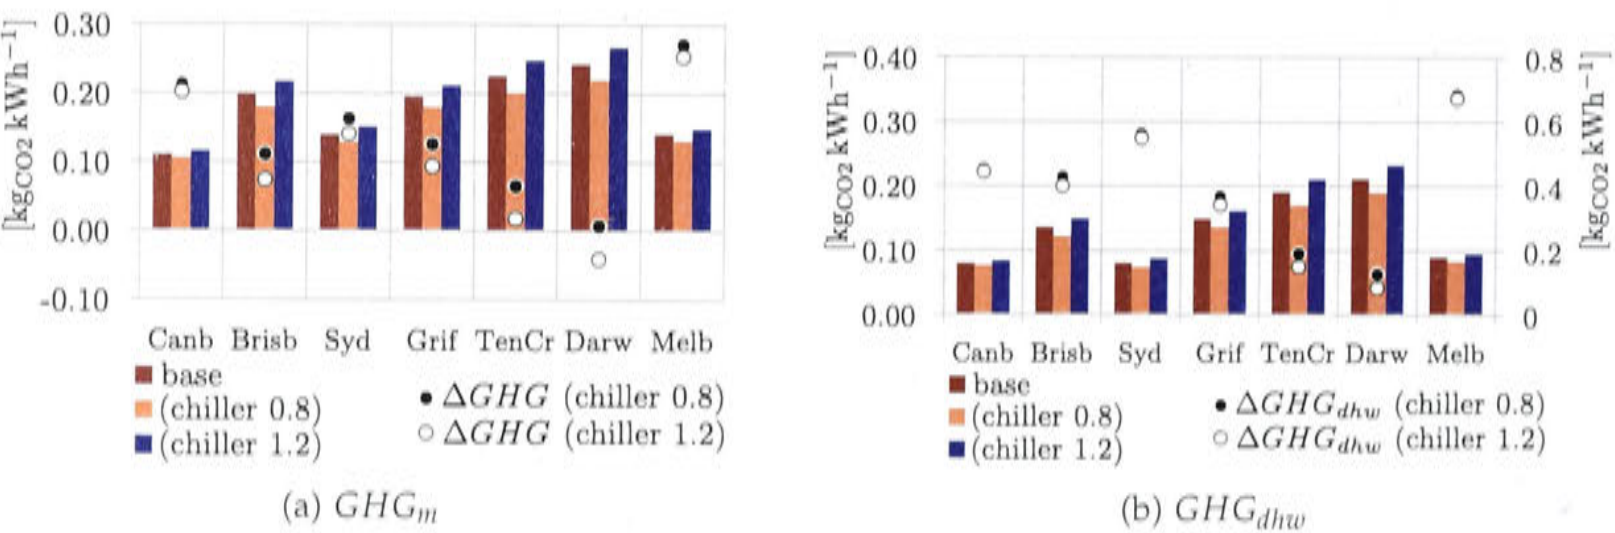 [kgCO2 kWh−1]
0.30
0.20
0.10
0.00
-0.10
Canb Brisb Syd Grif TenCr Darw Melb
base
(chiller 0.8)
(chiller 1.2)
ΔGHG (chiller 0.8)
ΔGHG (chiller 1.2)
(a) GHGm
[kgCO2 kWh−1]
0.40
0.30
0.20
0.10
0.00
0.8
0.6
0.4
0.2
0
[kgCO2 kWh−1]
Canb Brisb Syd Grif TenCr Darw Melb
base
(chiller 0.8)
(chiller 1.2)
ΔGHGdhw (chiller 0.8)
ΔGHGdhw (chiller 1.2)
(b) GHGdhw